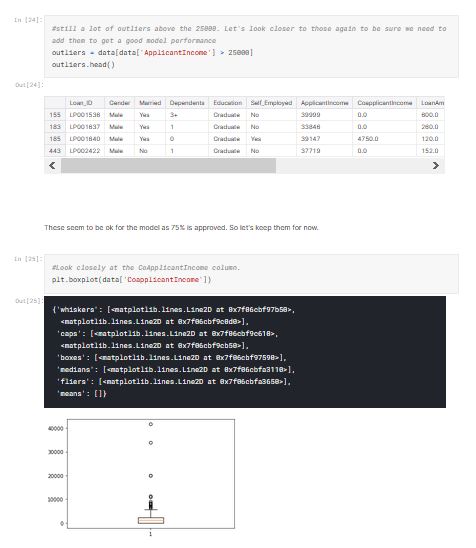 In [24]:
#still a lot of outliers above the 25000. Let's look closer to those again to be sure we need to
add them to get a good model performance
outliers = data[data['ApplicantIncome'] > 25000]
outliers.head()
Out[24]:
Loan_ID Gender Married Dependents Education Self_Employed ApplicantIncome CoapplicantIncome LoanAm
155 LP001536 Male Yes 3+ Graduate No 39999 0.0 600.0
183 LP001637 Male Yes 1 Graduate No 33846 0.0 260.0
185 LP001640 Male Yes 0 Graduate Yes 39147 4750.0 120.0
443 LP002422 Male No 1 Graduate No 37719 0.0 152.0
These seem to be ok for the model as 75% is approved. So let's keep them for now.
In [25]:
#Look closely at the CoApplicantIncome column.
plt.boxplot(data['CoapplicantIncome'])
Out[25]:
{'whiskers': [<matplotlib.lines.Line2D at 0x7f06cbf97b50>,
<matplotlib.lines.Line2D at 0x7f06cbf9c0d0>],
'caps': [<matplotlib.lines.Line2D at 0x7f06cbf9c610>,
<matplotlib.lines.Line2D at 0x7f06cbf9cb50>],
'boxes': [<matplotlib.lines.Line2D at 0x7f06cbf97590>],
'medians': [<matplotlib.lines.Line2D at 0x7f06cbfa3110>],
'fliers': [<matplotlib.lines.Line2D at 0x7f06cbfa3650>],
'means': []}
40000
30000
20000
10000
0
1